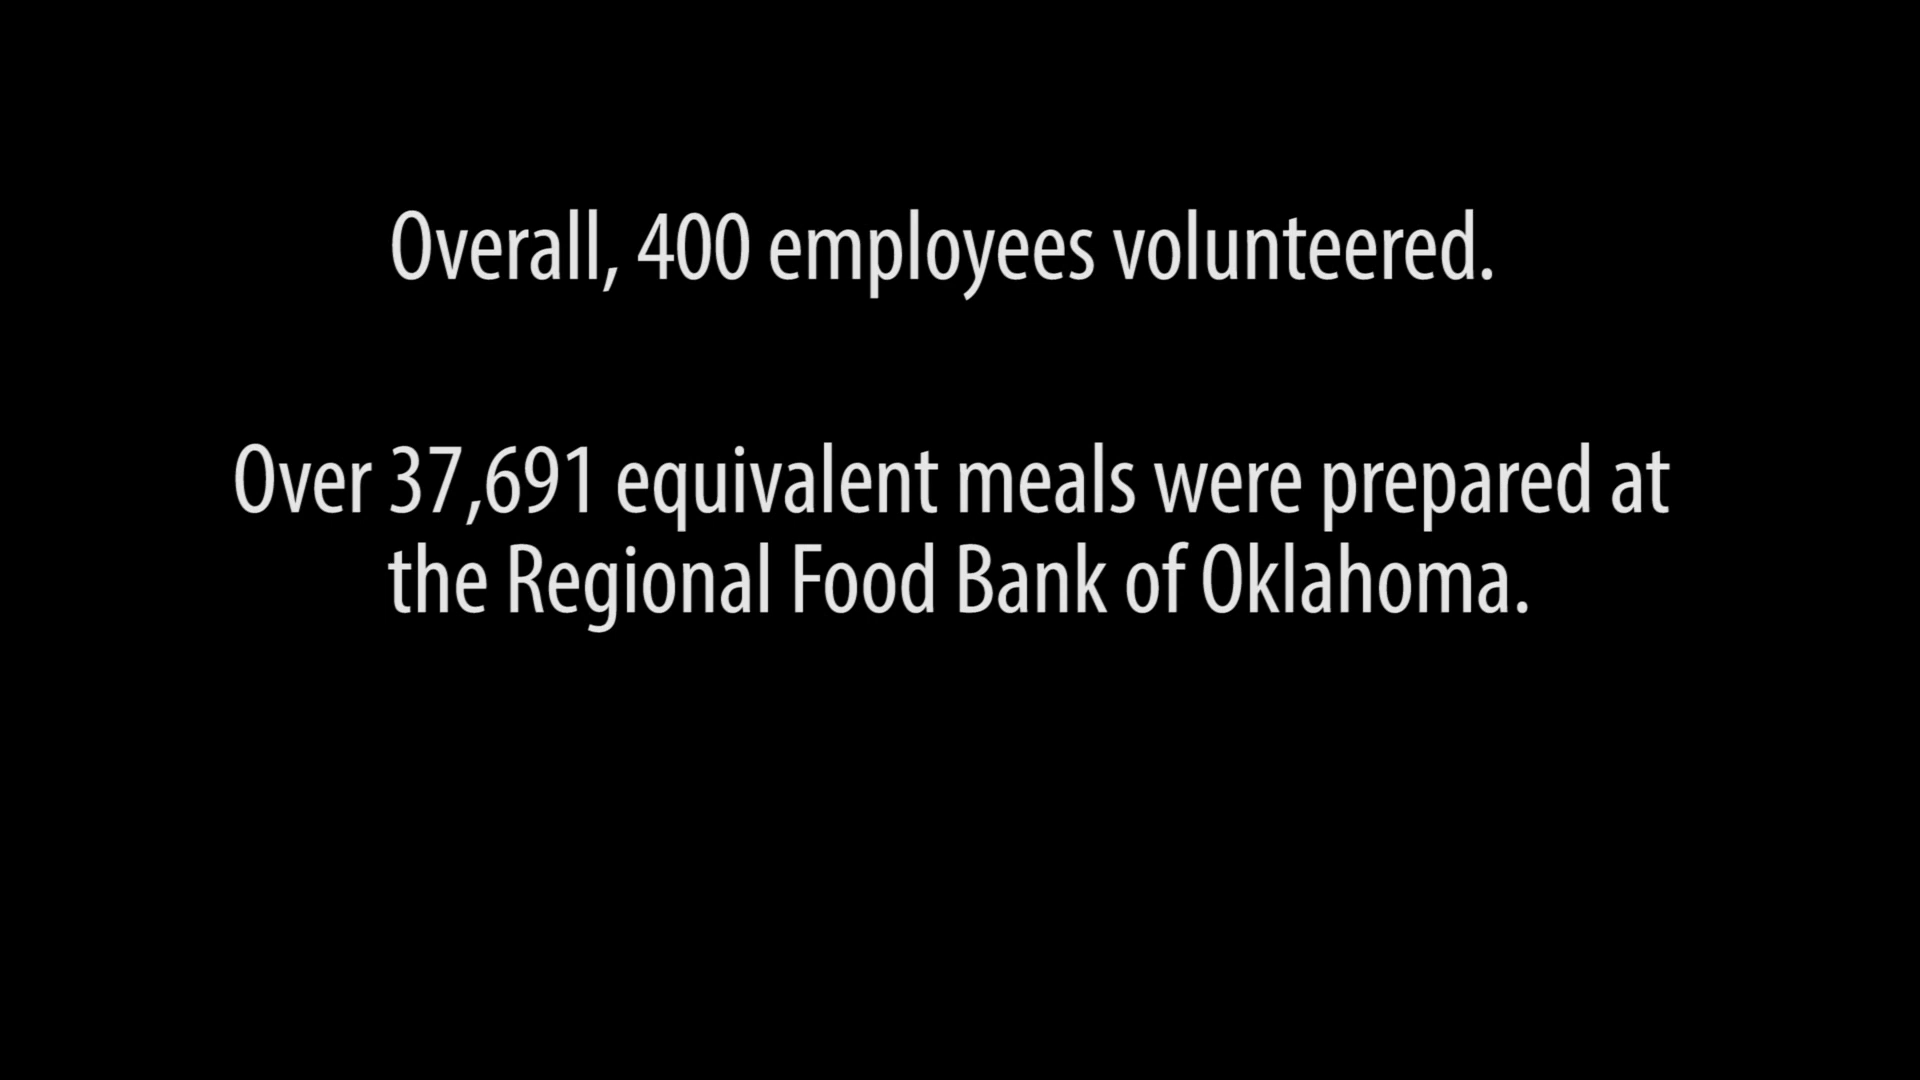 Overall, 400 employees volunteered.
Over 37,691 equivalent meals were prepared at
the Regional Food Bank of Oklahoma.